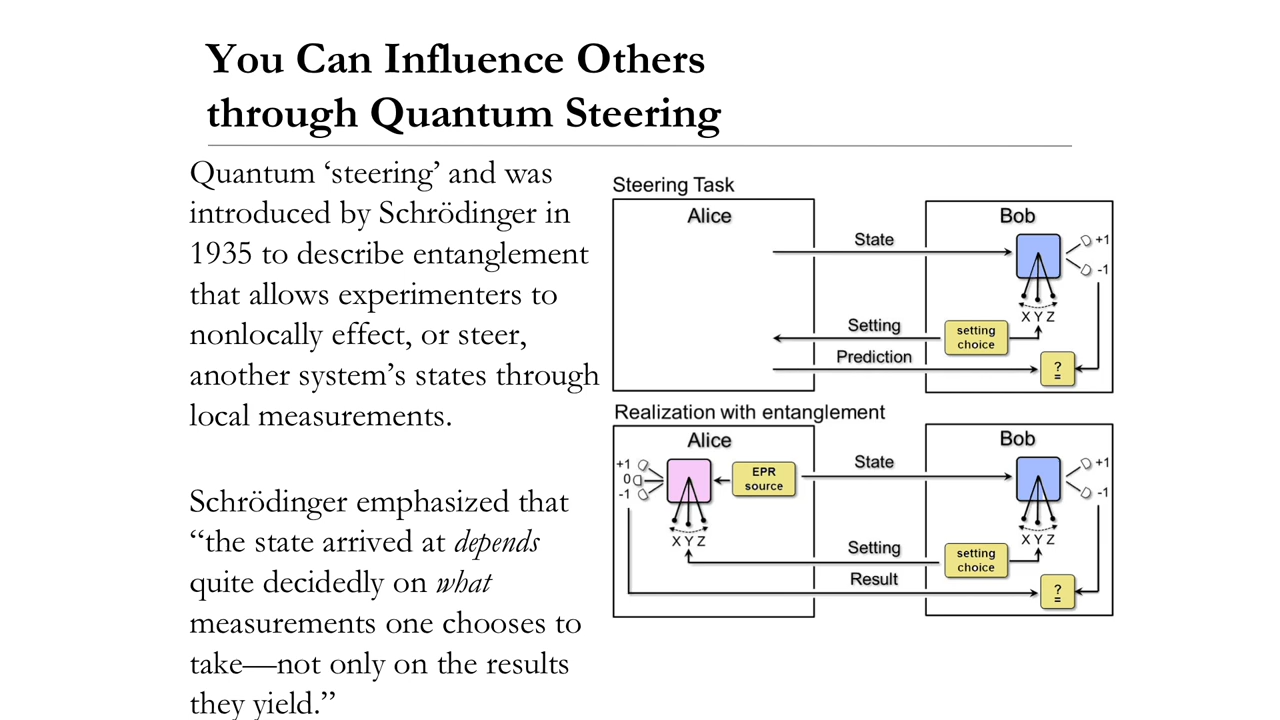 You Can Influence Others
through Quantum Steering
Quantum ‘steering’ and was
introduced by Schrödinger in
1935 to describe entanglement
that allows experimenters to
nonlocally effect, or steer,
another system’s states through
local measurements.
Schrödinger emphasized that
“the state arrived at depends
quite decidedly on what
measurements one chooses to
take—not only on the results
they yield.”
Steering Task
Alice
Bob
State
+1
-1
X Y Z
Setting
setting
choice
Prediction
?
=
Realization with entanglement
Alice
Bob
+1
0
-1
EPR
source
State
+1
-1
X Y Z
X Y Z
Setting
setting
choice
Result
?
=